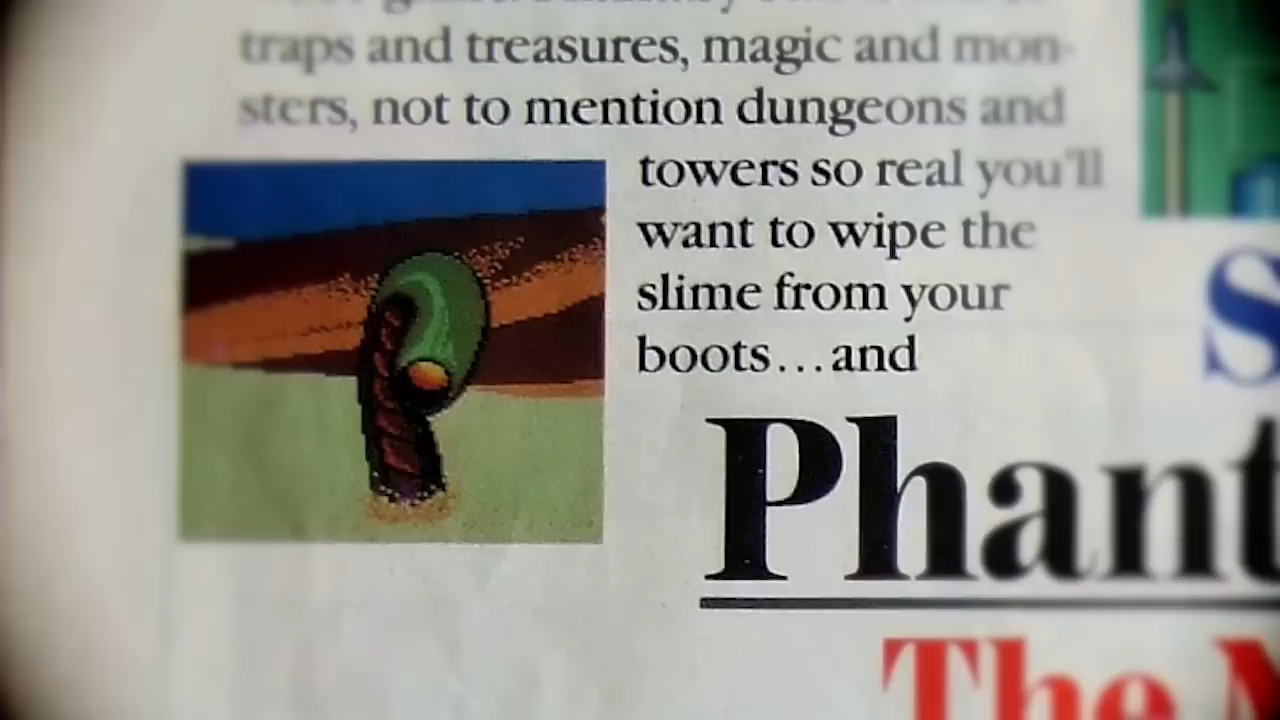 traps and treasures, magic and mon-
sters, not to mention dungeons and
towers so real you'll
want to wipe the
slime from your
boots...and
S
Phant
The